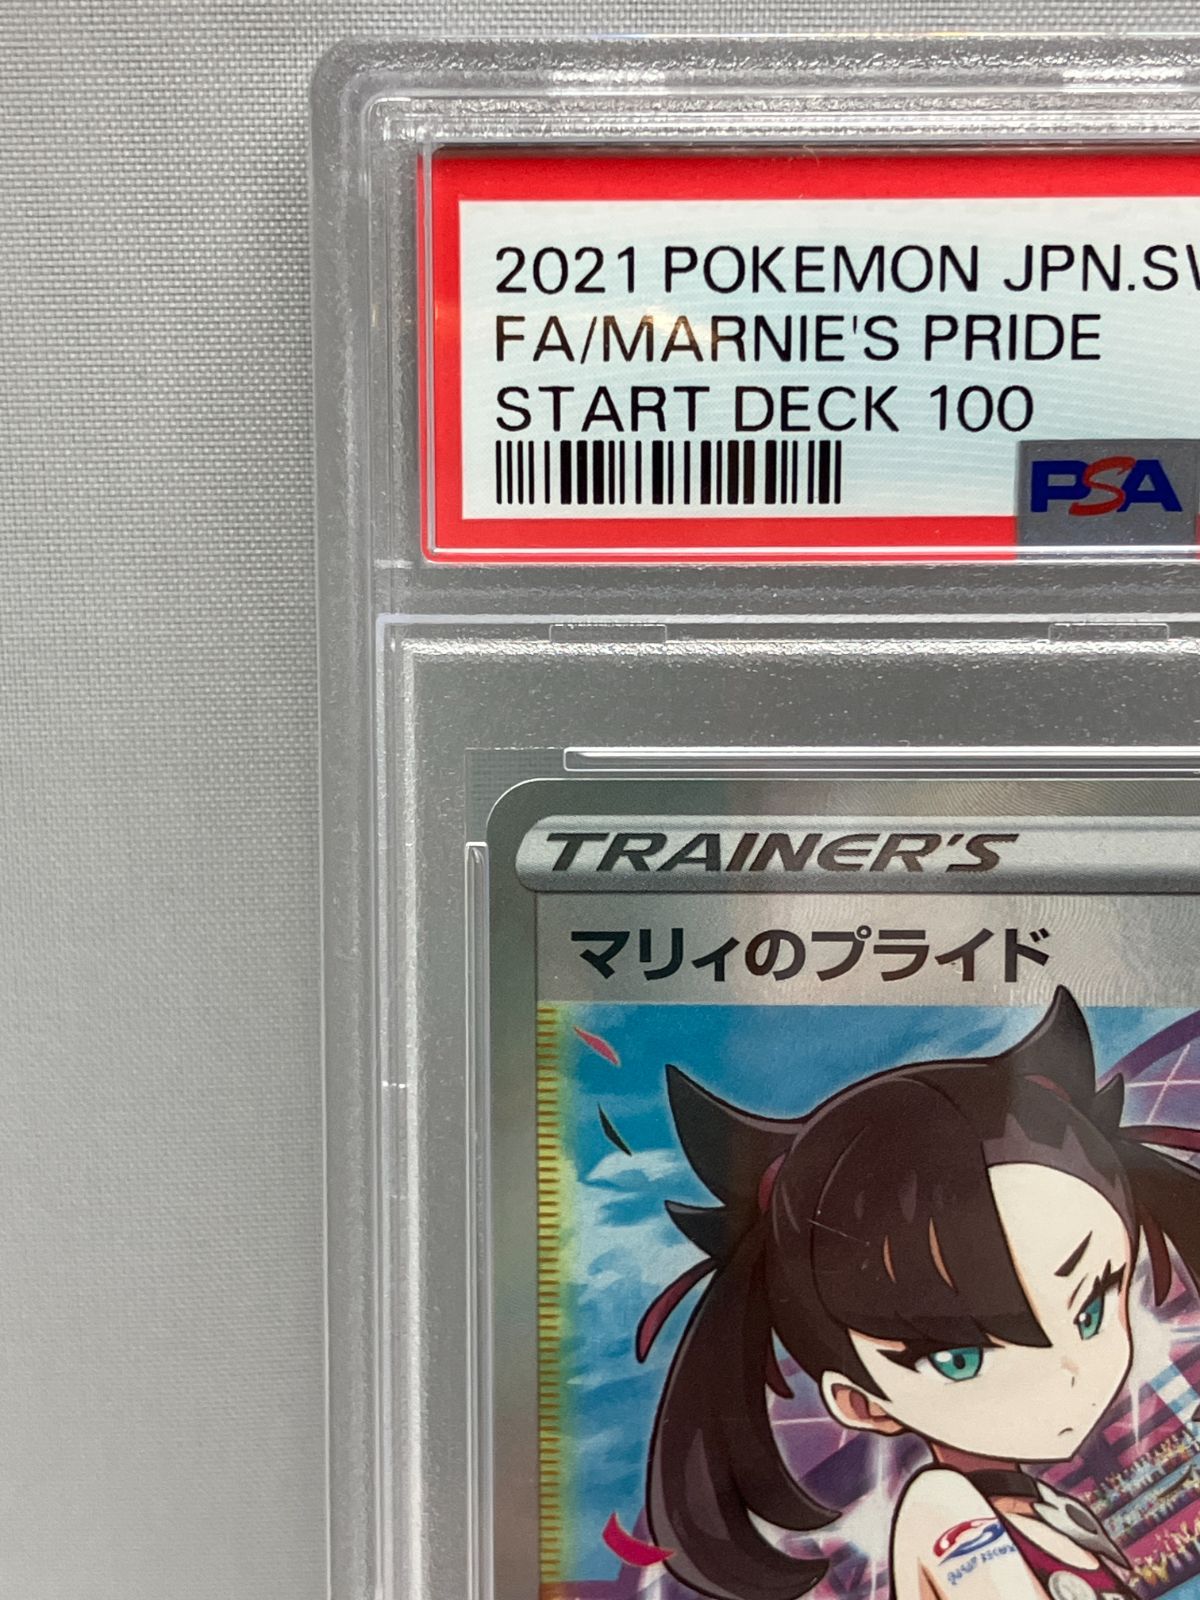 2021 POKEMON JPN.SW
FA/MARNIE'S PRIDE
START DECK 100
PSA
TRAINER'S
マリィのプライド